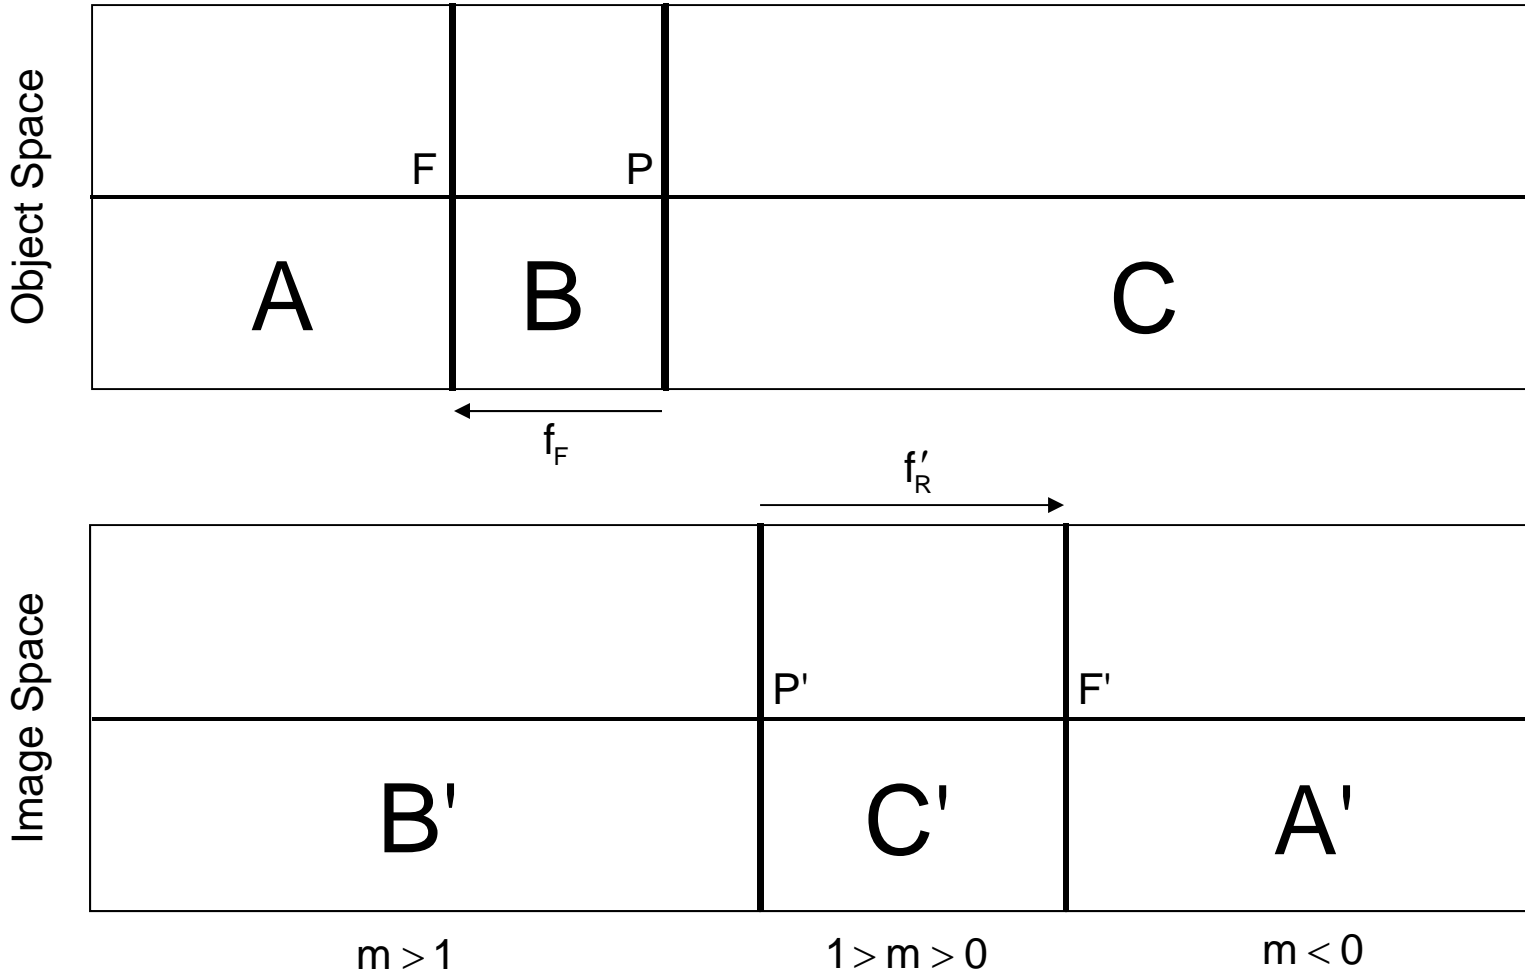 Object Space
F
P
A
B
C
f_F
f′_R
Image Space
P'
F'
B'
C'
A'
m > 1
1 > m > 0
m < 0